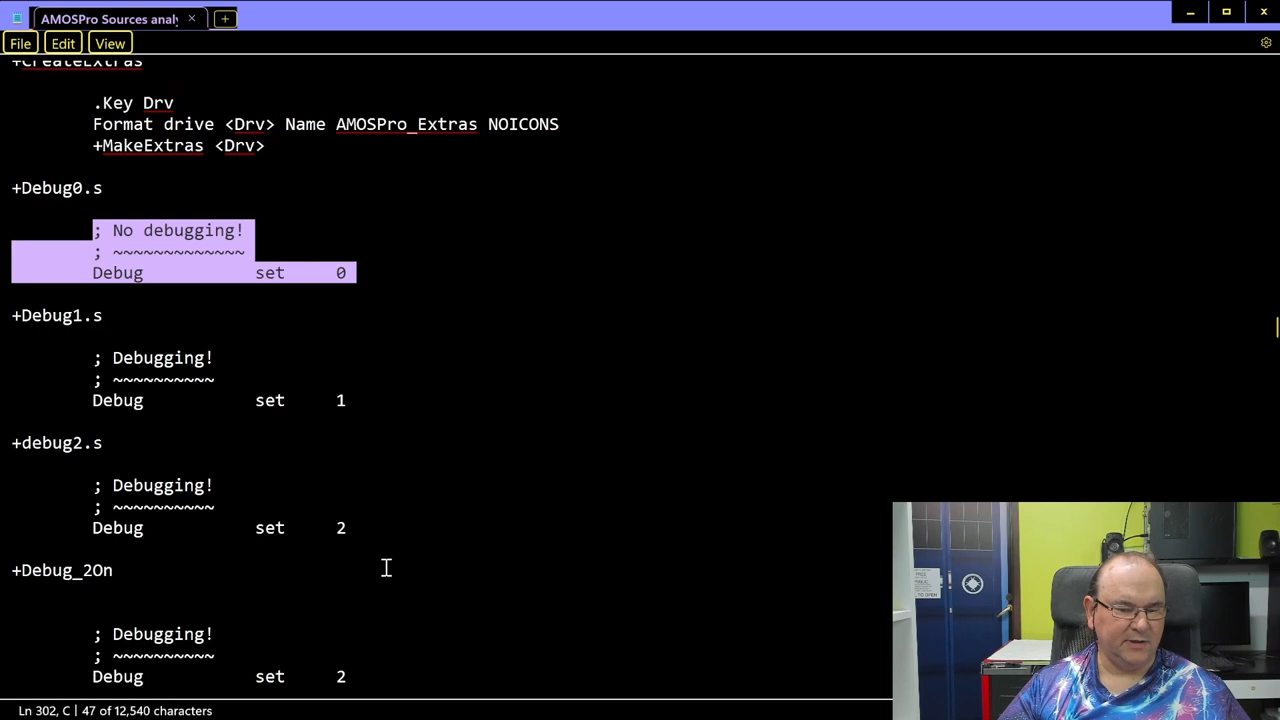 AMOSPro Sources analy
File Edit View
+CreateExtras
.Key Drv
Format drive <Drv> Name AMOSPro_Extras NOICONS
+MakeExtras <Drv>
+Debug0.s
; No debugging!
; ~~~~~~~~~~~~~
Debug set 0
+Debug1.s
; Debugging!
; ~~~~~~~~~~
Debug set 1
+debug2.s
; Debugging!
; ~~~~~~~~~~
Debug set 2
+Debug_2On
; Debugging!
; ~~~~~~~~~~
Debug set 2
Ln 302, C | 47 of 12,540 characters